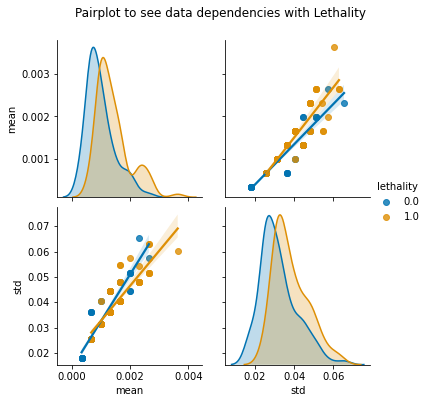 Pairplot to see data dependencies with Lethality
0.003
0.002
0.001
mean
lethality
0.0
1.0
0.07
0.06
0.05
0.04
0.03
0.02
std
0.000 0.002 0.004
mean
0.02 0.04 0.06
std